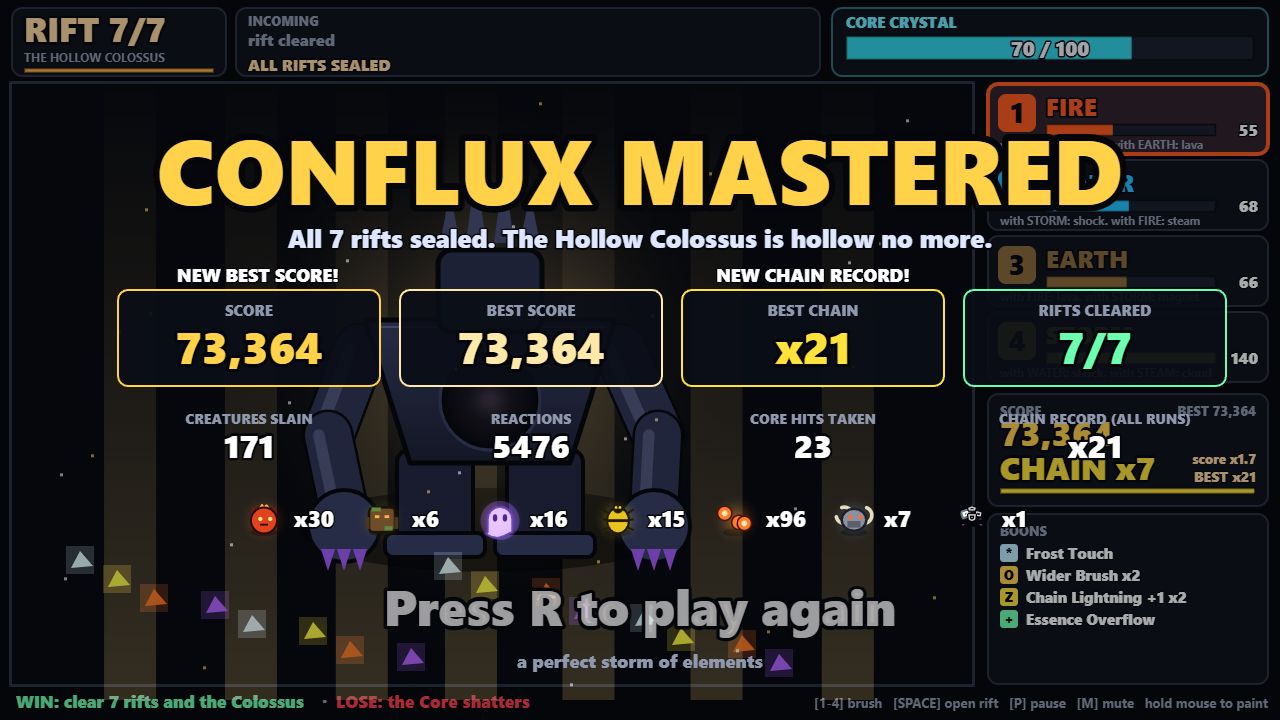 RIFT 7/7
THE HOLLOW COLOSSUS
INCOMING
rift cleared
ALL RIFTS SEALED
CORE CRYSTAL
70 / 100
1 FIRE
55
with EARTH: lava
CONFLUX MASTERED
68
with STORM: shock. with FIRE: steam
All 7 rifts sealed. The Hollow Colossus is hollow no more.
3 EARTH
66
with FIRE: lava. with STORM: magnet
NEW BEST SCORE!
NEW CHAIN RECORD!
SCORE
73,364
BEST SCORE
73,364
BEST CHAIN
x21
RIFTS CLEARED
7/7
4
140
with WATER: shock. with STEAM: cloud
CREATURES SLAIN
171
REACTIONS
5476
CORE HITS TAKEN
23
CHAIN RECORD (ALL RUNS)
x21
SCORE
BEST 73,364
73,364
score x1.7
CHAIN x7
BEST x21
x30 x6 x16 x15 x96 x7 x1
BOONS
* Frost Touch
O Wider Brush x2
Z Chain Lightning +1 x2
+ Essence Overflow
Press R to play again
a perfect storm of elements
WIN: clear 7 rifts and the Colossus · LOSE: the Core shatters
[1-4] brush [SPACE] open rift [P] pause [M] mute hold mouse to paint